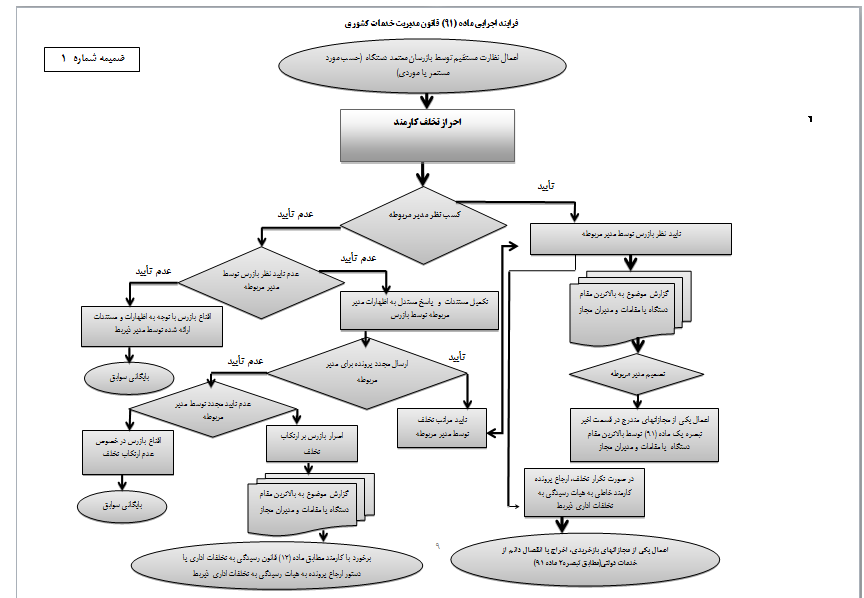 فرایند اجرایی ماده (۹۱) قانون مدیریت خدمات کشوری
ضمیمه شماره ۱
اعمال نظارت مستقیم توسط بازرسان معتمد دستگاه (حسب مورد
مستمر یا موردی)
٦
احراز تخلف کارمند
کسب نظر مدیر مربوطه
تأیید
عدم تأیید
تایید نظر بازرس توسط مدیر مربوطه
عدم تأیید
عدم تأیید
عدم تایید نظر بازرس توسط
مدیر مربوطه
گزارش موضوع به بالاترین مقام
دستگاه یا مقامات و مدیران مجاز
تکمیل مستندات و پاسخ مستدل به اظهارات مدیر
مربوطه توسط بازرس
اقناع بازرس با توجه به اظهارات و مستندات
ارائه شده توسط مدیر ذیربط
تأیید
عدم تأیید
ارسال مجدد پرونده برای مدیر
مربوطه
تصمیم مدیر مربوطه
بایگانی سوابق
عدم تایید مجدد توسط مدیر
مربوطه
تایید مراتب تخلف
توسط مدیر مربوطه
اعمال یکی از مجازاتهای مندرج در قسمت اخیر
تبصره یک ماده (۹۱) توسط بالاترین مقام
دستگاه یا مقامات و مدیران مجاز
اصرار بازرس بر ارتکاب
تخلف
اقناع بازرس در خصوص
عدم ارتکاب تخلف
در صورت تکرار تخلف، ارجاع پرونده
کارمند خاطی به هیات رسیدگی به
تخلفات اداری ذیربط
گزارش موضوع به بالاترین مقام
دستگاه یا مقامات و مدیران مجاز
بایگانی سوابق
۹
برخورد با کارمند مطابق ماده (۱۲) قانون رسیدگی به تخلفات اداری یا
دستور ارجاع پرونده به هیات رسیدگی به تخلفات اداری ذیربط
اعمال یکی از مجازاتهای بازخریدی، اخراج یا انفصال دائم از
خدمات دولتی(مطابق تبصره۲ ماده ۹۱)